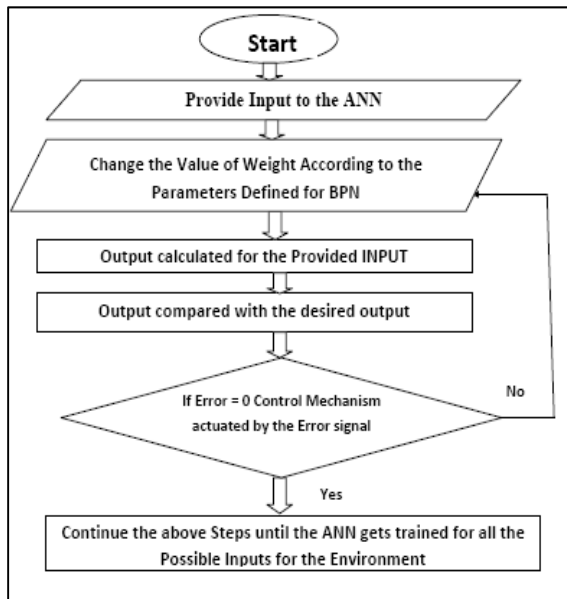 Start
Provide Input to the ANN
Change the Value of Weight According to the
Parameters Defined for BPN
Output calculated for the Provided INPUT
Output compared with the desired output
If Error = 0 Control Mechanism
actuated by the Error signal
No
Yes
Continue the above Steps until the ANN gets trained for all the
Possible Inputs for the Environment